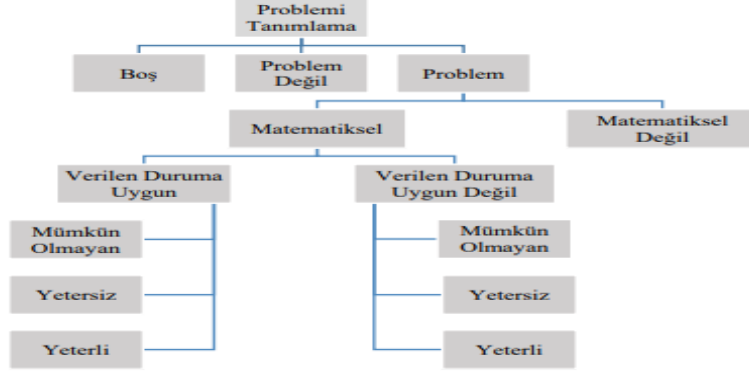 Problemi
Tanımlama
Boş
Problem
Değil
Problem
Matematiksel
Matematiksel
Değil
Verilen Duruma
Uygun
Verilen Duruma
Uygun Değil
Mümkün
Olmayan
Mümkün
Olmayan
Yetersiz
Yetersiz
Yeterli
Yeterli